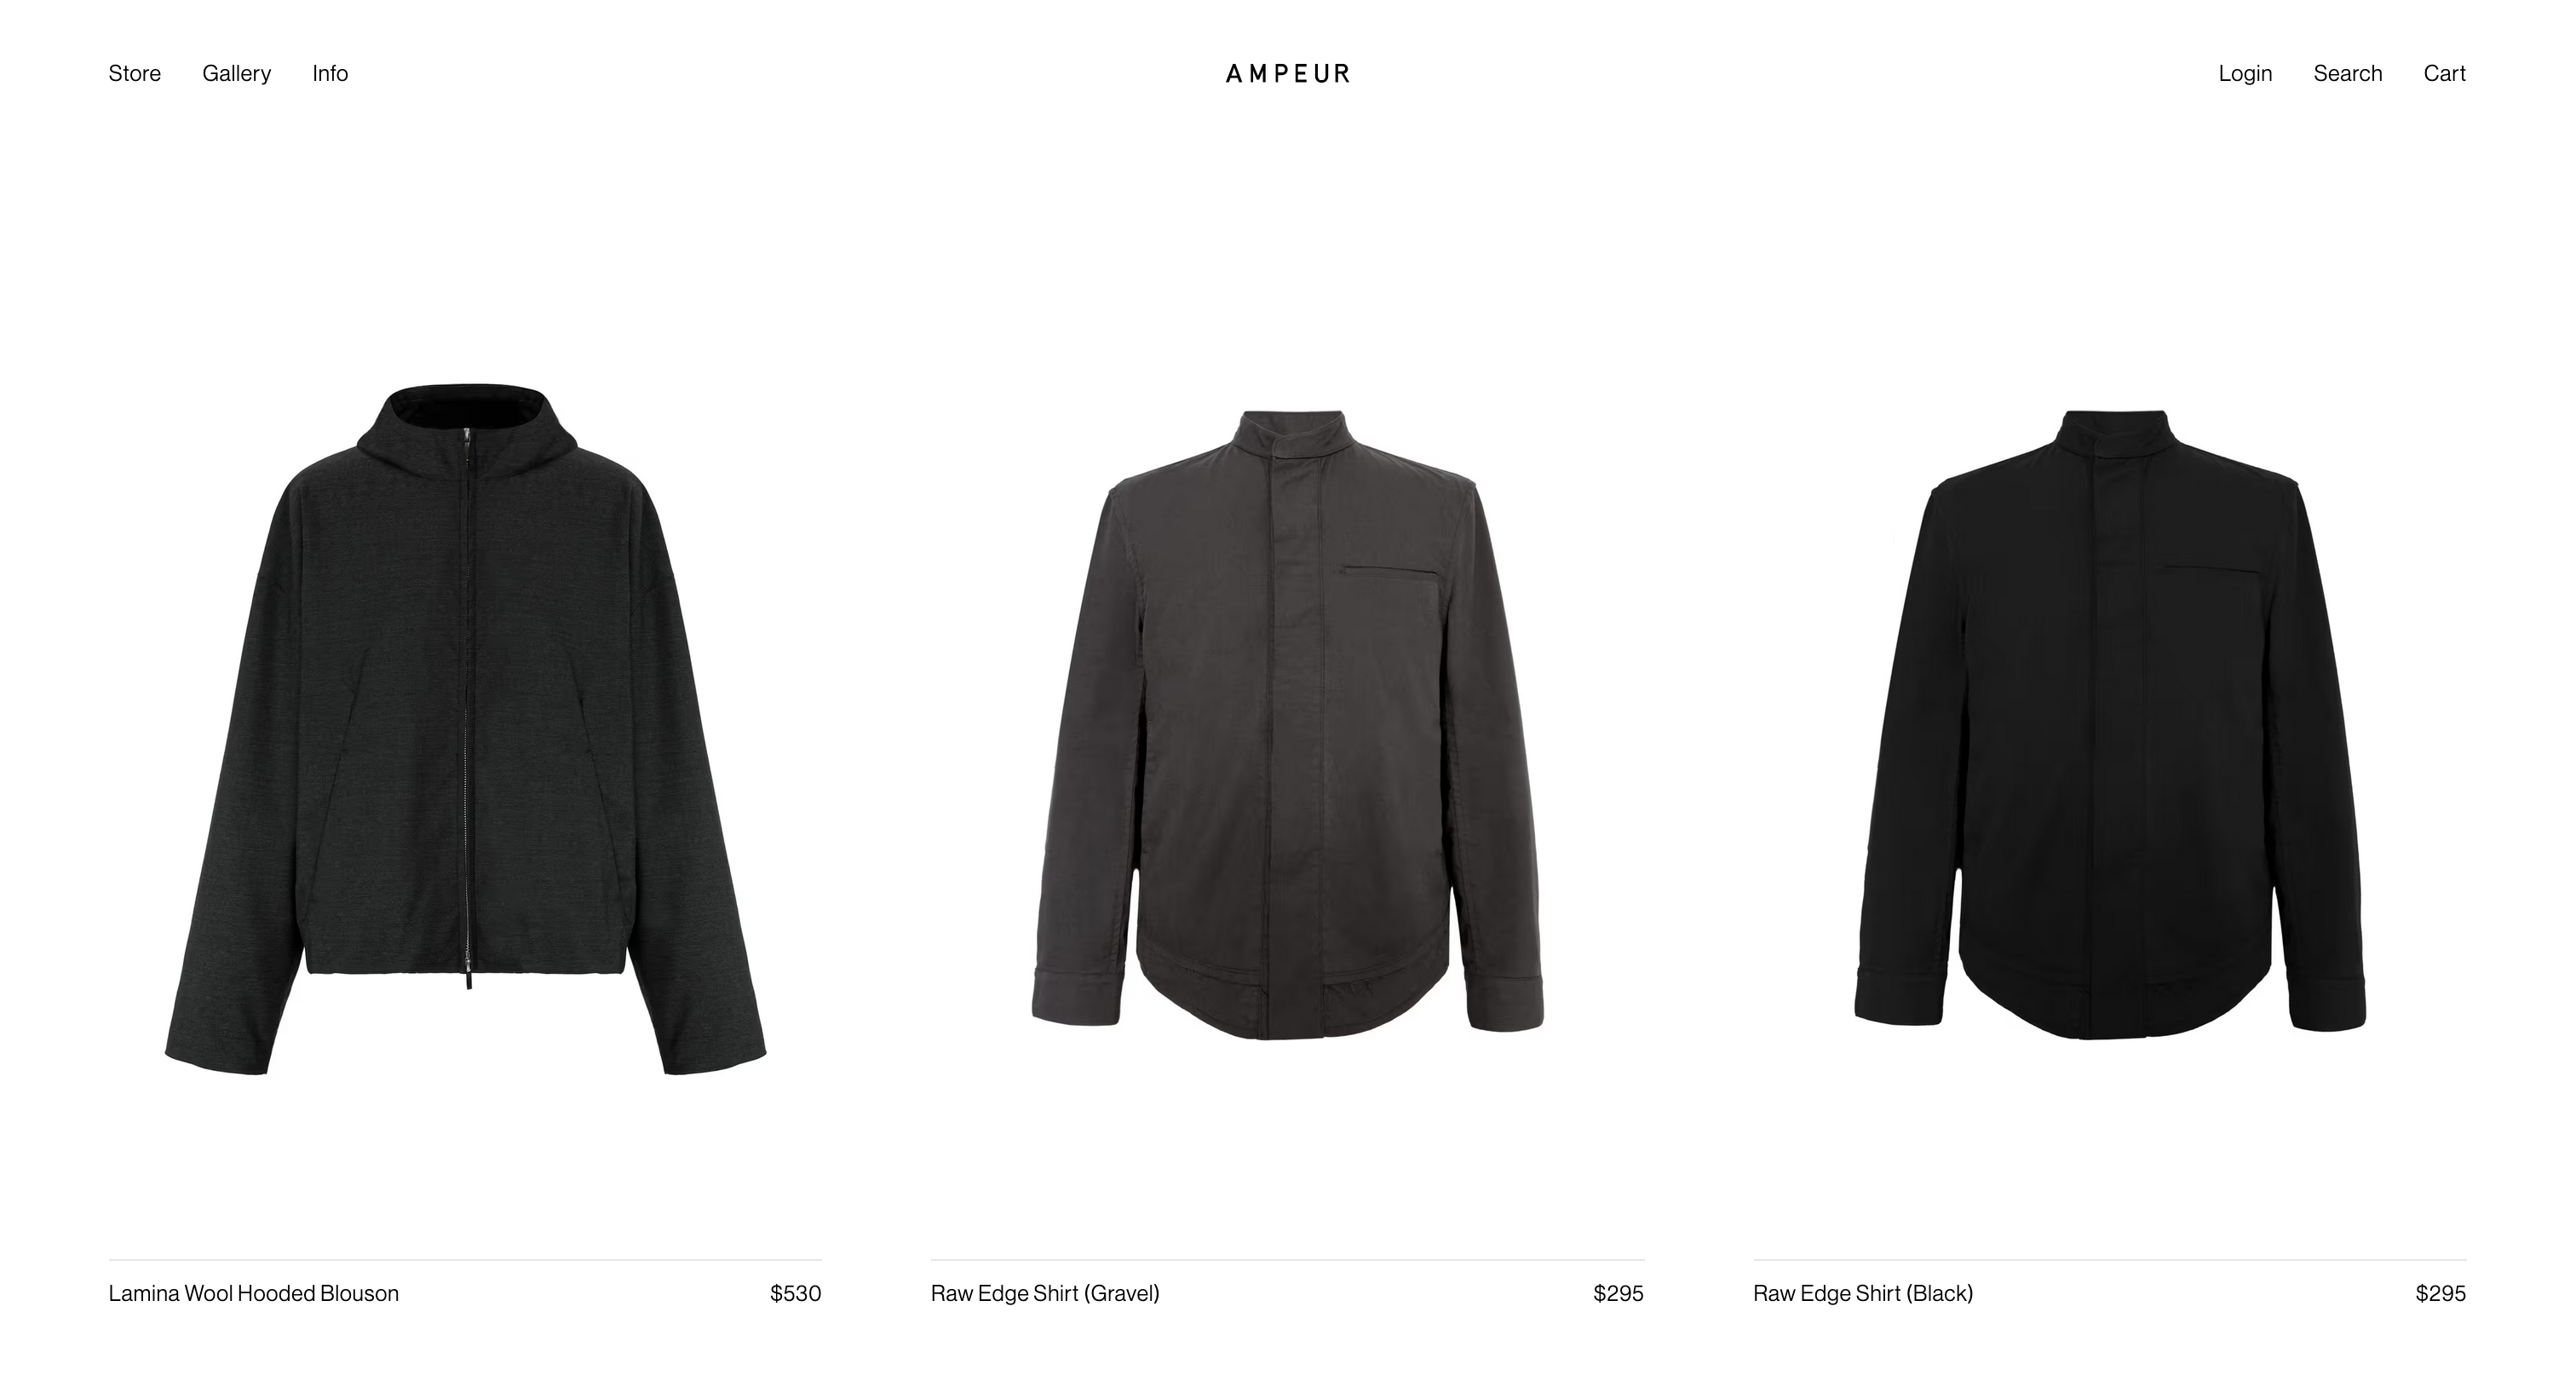 Store Gallery Info AMPEUR Login Search Cart
Lamina Wool Hooded Blouson $530
Raw Edge Shirt (Gravel) $295
Raw Edge Shirt (Black) $295